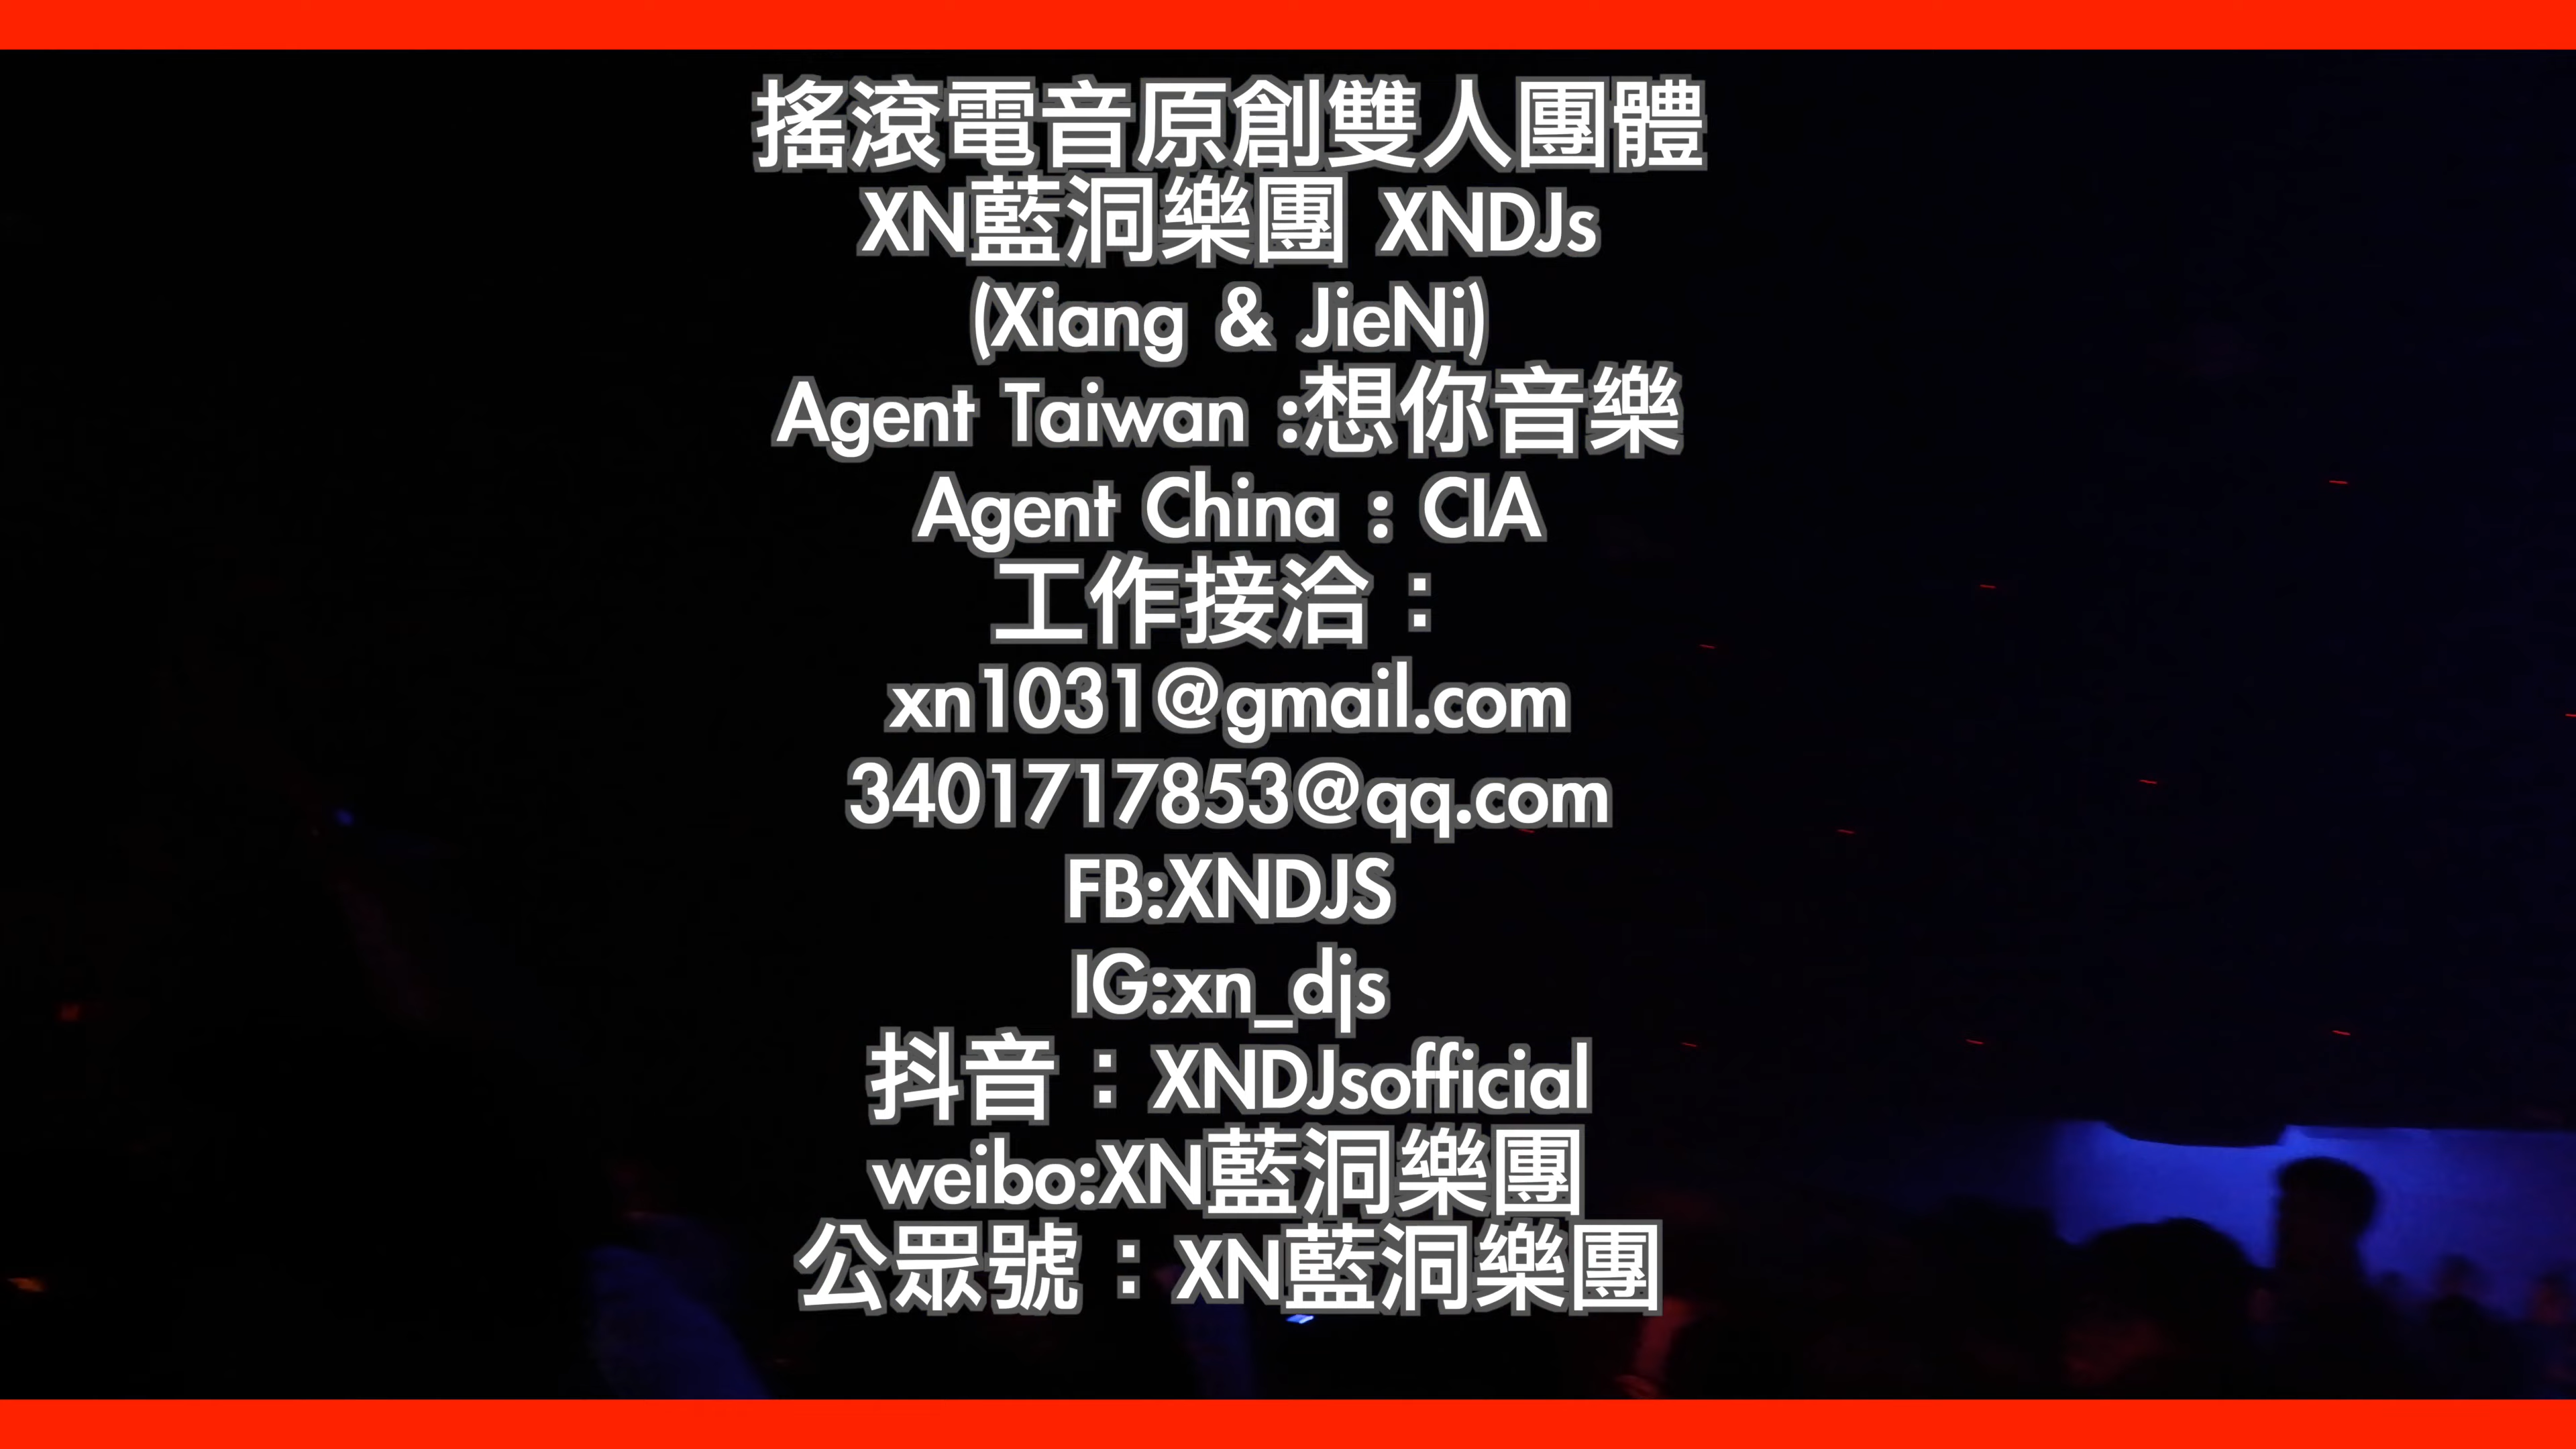 搖滾電音原創雙人團體
XN藍洞樂團 XNDJs
(Xiang & JieNi)
Agent Taiwan :想你音樂
Agent China : CIA
工作接洽：
xn1031@gmail.com
3401717853@qq.com
FB:XNDJS
IG:xn_djs
抖音：XNDJsofficial
weibo:XN藍洞樂團
公眾號：XN藍洞樂團